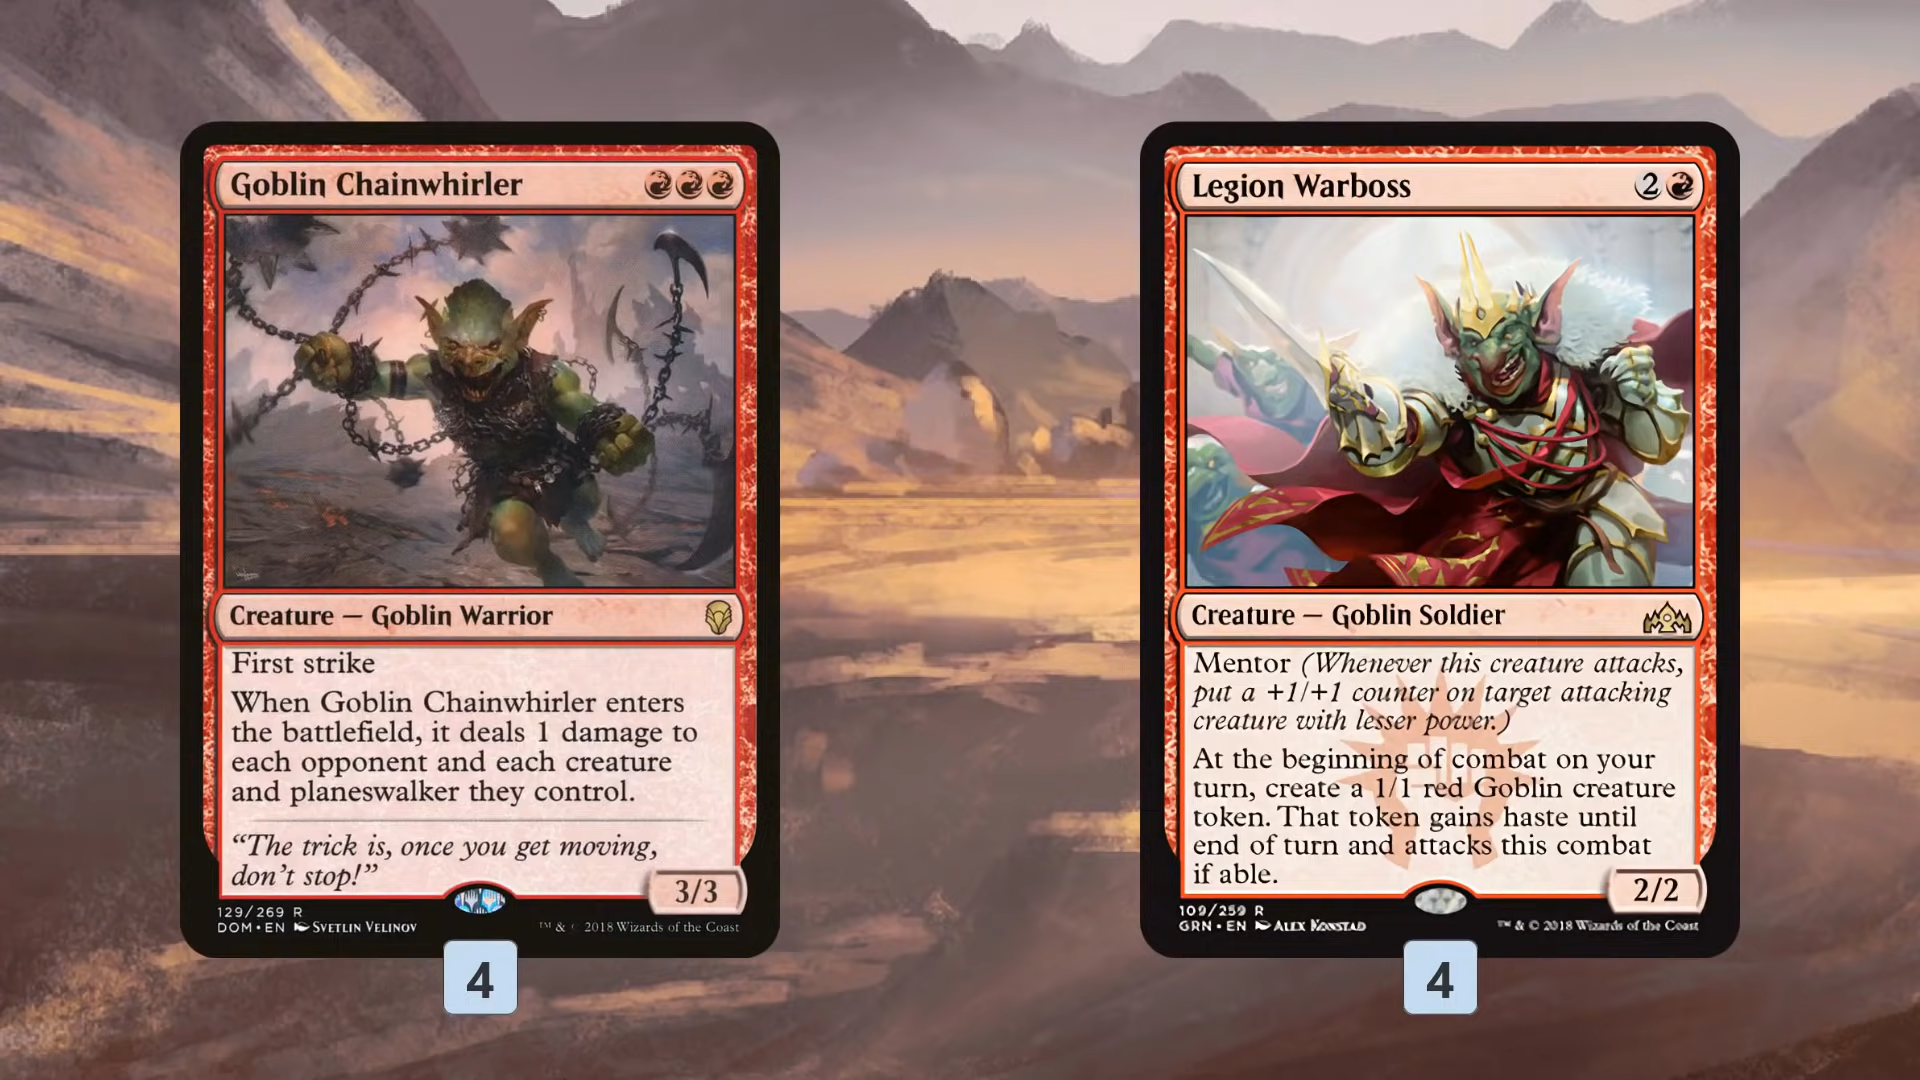 Goblin Chainwhirler
Creature — Goblin Warrior
First strike
When Goblin Chainwhirler enters
the battlefield, it deals 1 damage to
each opponent and each creature
and planeswalker they control.
“The trick is, once you get moving,
don’t stop!”
3/3
129/269 R
DOM • EN Svetlin Velinov
™ & © 2018 Wizards of the Coast
4
Legion Warboss
2
Creature — Goblin Soldier
Mentor (Whenever this creature attacks,
put a +1/+1 counter on target attacking
creature with lesser power.)
At the beginning of combat on your
turn, create a 1/1 red Goblin creature
token. That token gains haste until
end of turn and attacks this combat
if able.
2/2
109/259 R
GRN • EN Alex Konstad
™ & © 2018 Wizards of the Coast
4